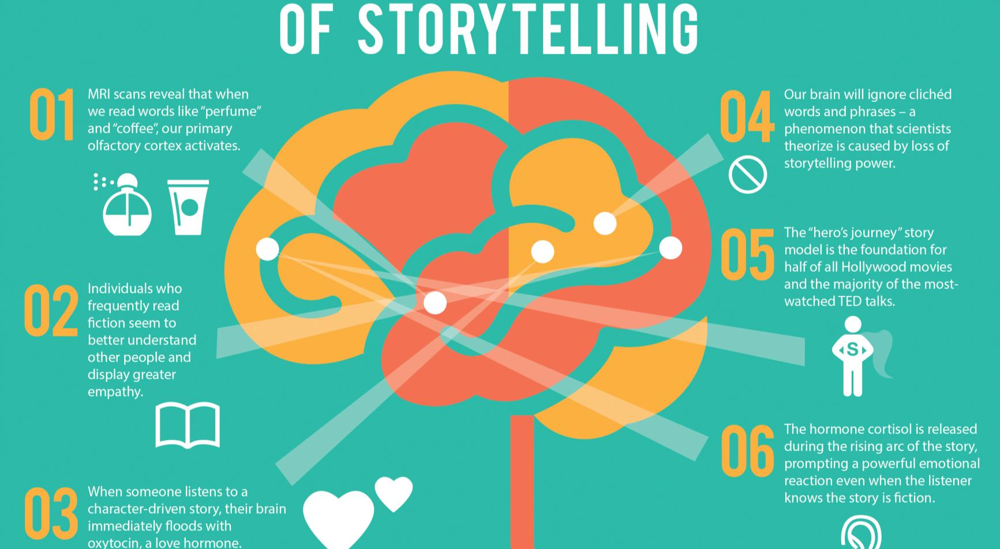 OF STORYTELLING
01
MRI scans reveal that when
we read words like “perfume”
and “coffee”, our primary
olfactory cortex activates.
02
Individuals who
frequently read
fiction seem to
better understand
other people and
display greater
empathy.
03
When someone listens to a
character-driven story, their brain
immediately floods with
oxytocin, a love hormone.
04
Our brain will ignore clichéd
words and phrases – a
phenomenon that scientists
theorize is caused by loss of
storytelling power.
05
The “hero’s journey” story
model is the foundation for
half of all Hollywood movies
and the majority of the most-
watched TED talks.
S
06
The hormone cortisol is released
during the rising arc of the story,
prompting a powerful emotional
reaction even when the listener
knows the story is fiction.